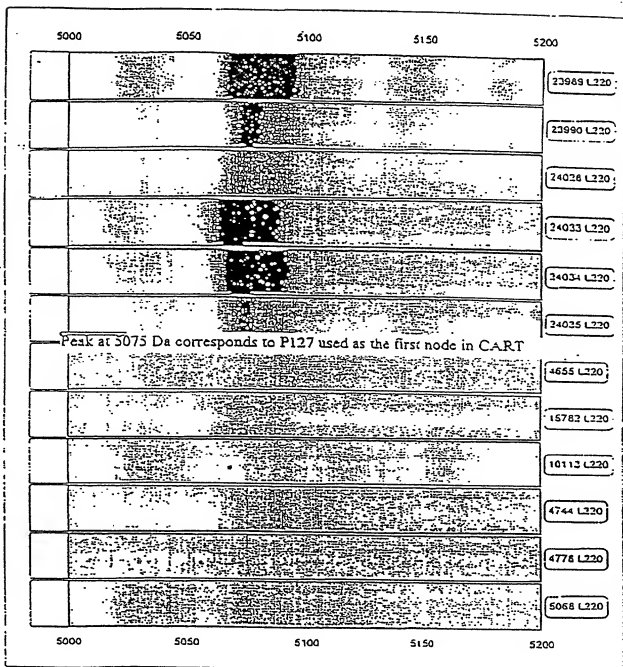 5000 5050 5100 5150 5200
23989 L220
23990 L220
24028 L220
24033 L220
24034 L220
24035 L220
Peak at 5075 Da corresponds to P127 used as the first node in CART
4655 L220
15782 L220
10113 L220
4744 L220
4778 L220
5068 L220
5000 5050 5100 5150 5200